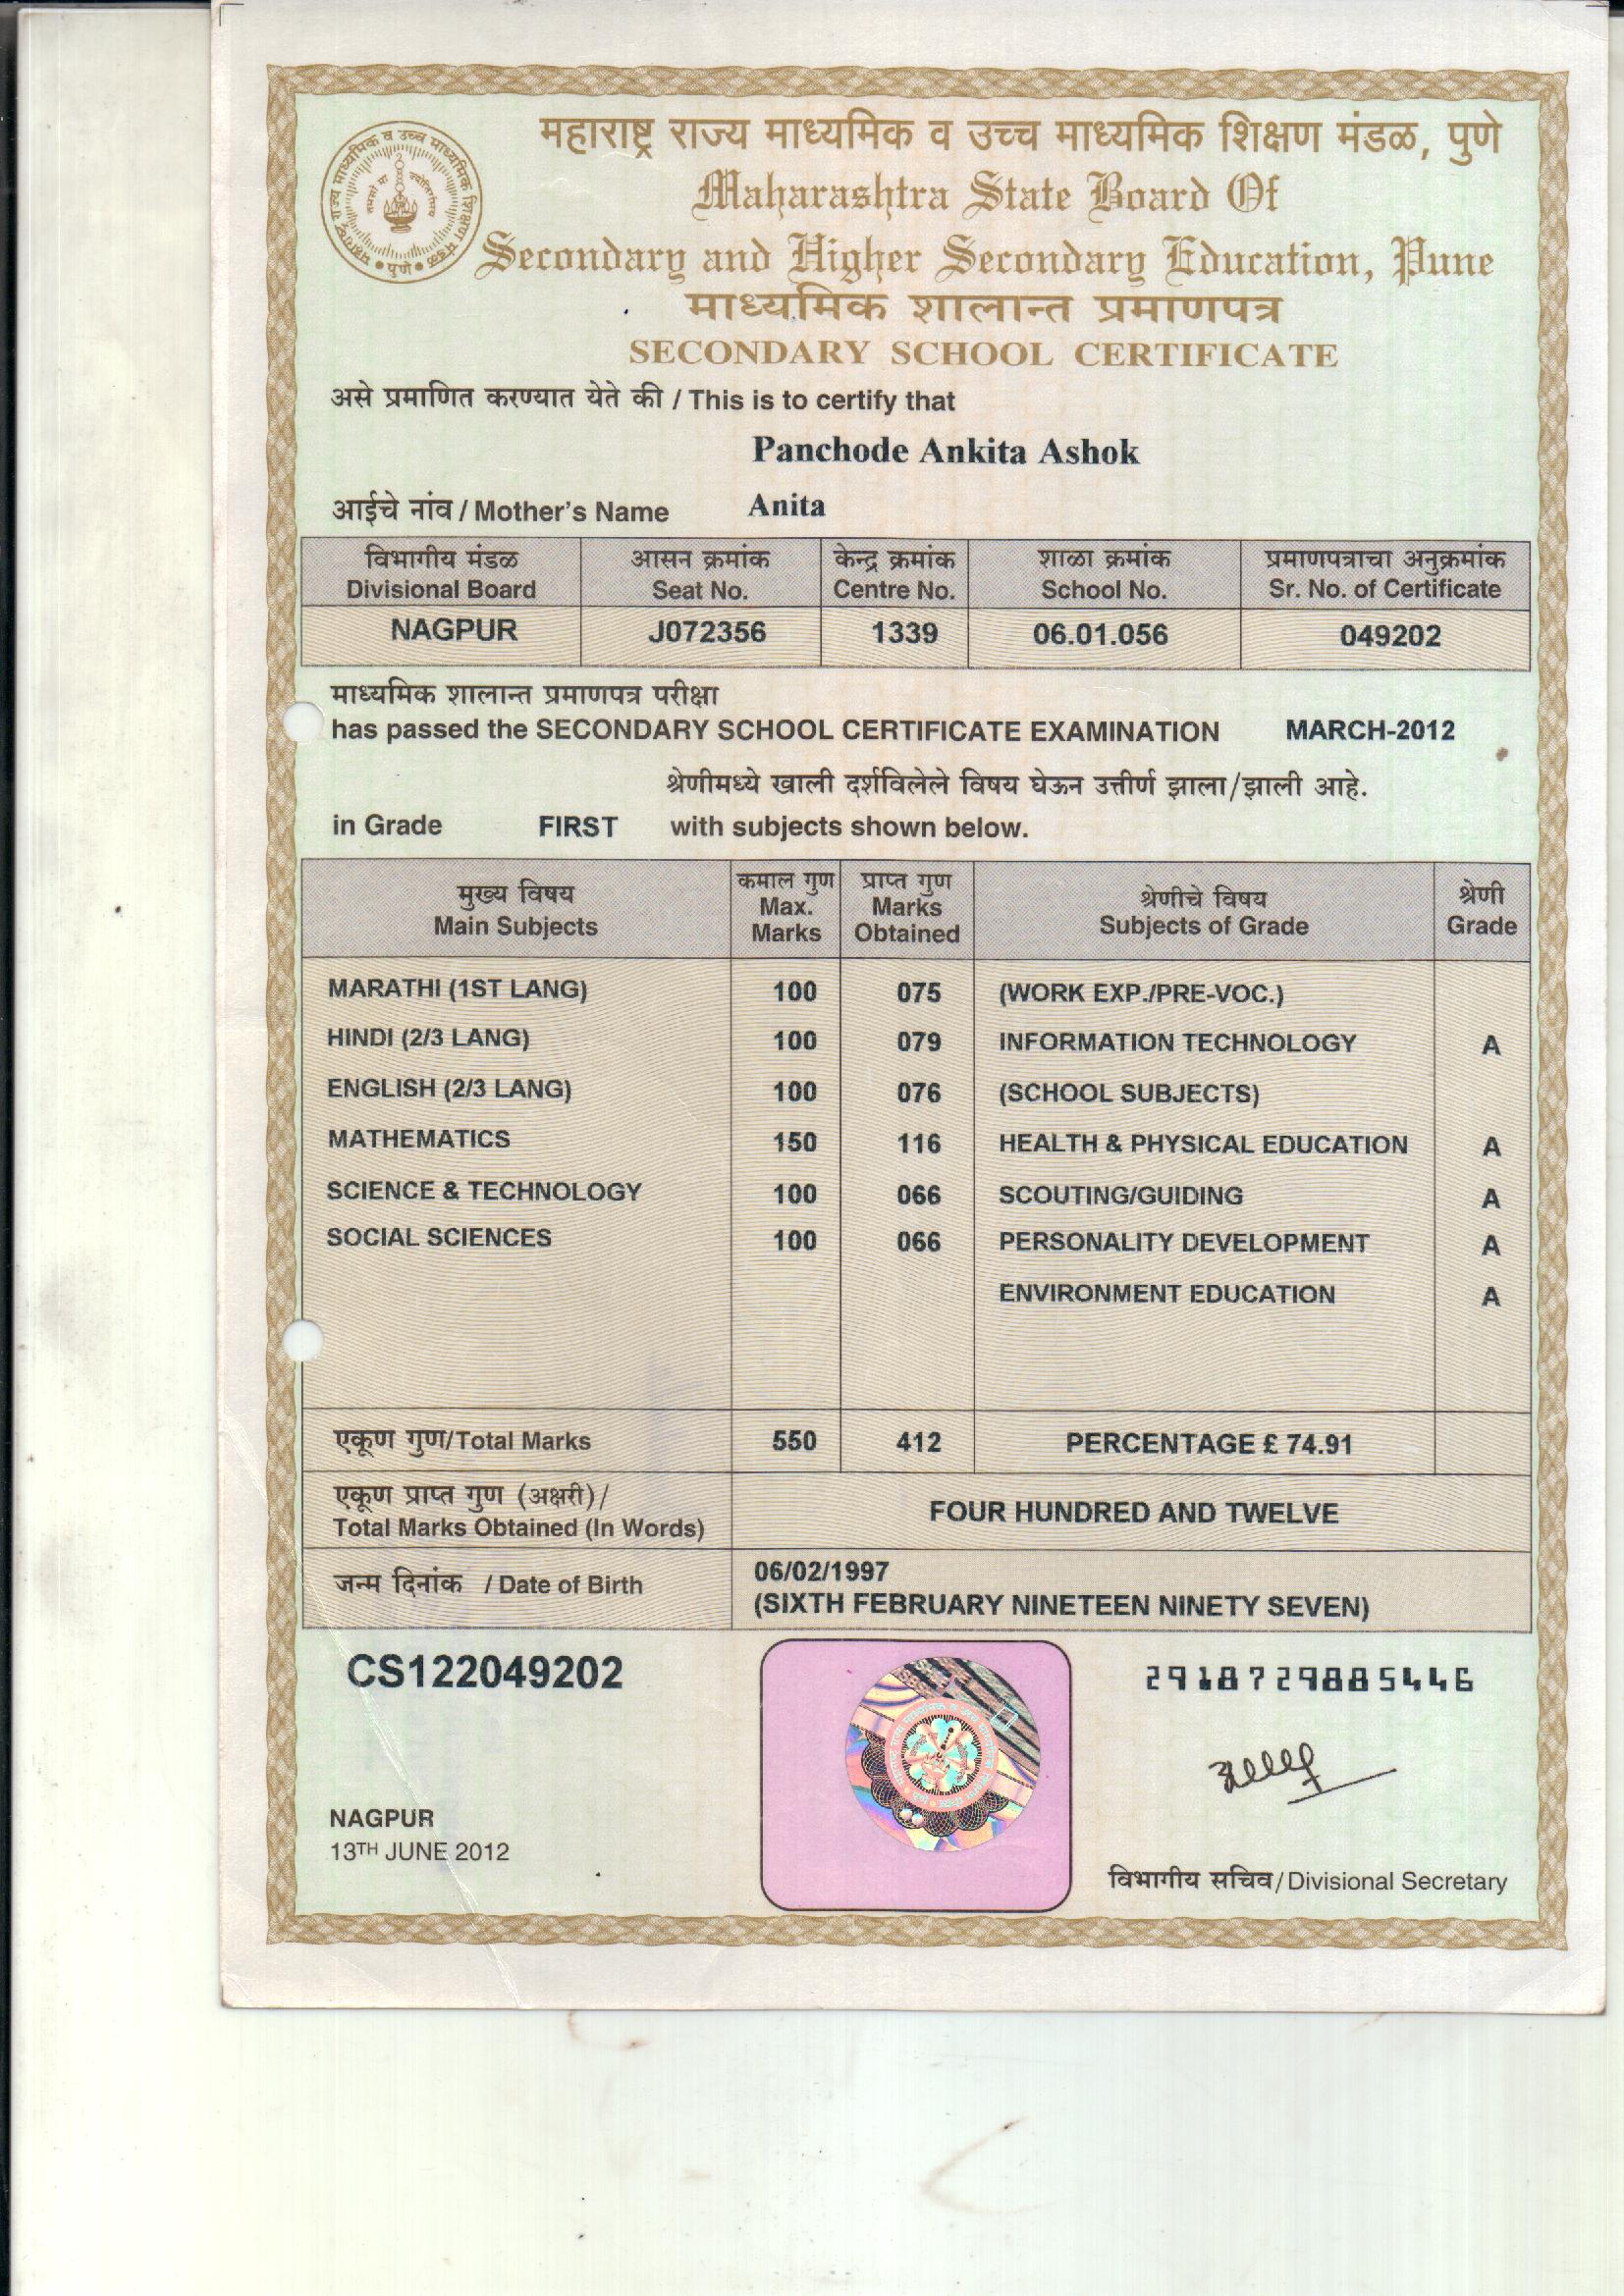 महाराष्ट्र राज्य माध्यमिक व उच्च माध्यमिक शिक्षण मंडळ, पुणे
Maharashtra State Board Of
Secondary and Higher Secondary Education, Pune
माध्यमिक शालान्त प्रमाणपत्र
SECONDARY SCHOOL CERTIFICATE
असे प्रमाणित करण्यात येते की / This is to certify that
Panchode Ankita Ashok
आईचे नांव / Mother's Name Anita
विभागीय मंडळ आसन क्रमांक केन्द्र क्रमांक शाळा क्रमांक प्रमाणपत्राचा अनुक्रमांक
Divisional Board Seat No. Centre No. School No. Sr. No. of Certificate
NAGPUR J072356 1339 06.01.056 049202
माध्यमिक शालान्त प्रमाणपत्र परीक्षा
has passed the SECONDARY SCHOOL CERTIFICATE EXAMINATION MARCH-2012
श्रेणीमध्ये खाली दर्शविलेले विषय घेऊन उत्तीर्ण झाला/झाली आहे.
in Grade FIRST with subjects shown below.
मुख्य विषय कमाल गुण प्राप्त गुण श्रेणीचे विषय श्रेणी
Main Subjects Max. Marks Marks Obtained Subjects of Grade Grade
MARATHI (1ST LANG) 100 075 (WORK EXP./PRE-VOC.)
HINDI (2/3 LANG) 100 079 INFORMATION TECHNOLOGY A
ENGLISH (2/3 LANG) 100 076 (SCHOOL SUBJECTS)
MATHEMATICS 150 116 HEALTH & PHYSICAL EDUCATION A
SCIENCE & TECHNOLOGY 100 066 SCOUTING/GUIDING A
SOCIAL SCIENCES 100 066 PERSONALITY DEVELOPMENT A
ENVIRONMENT EDUCATION A
एकूण गुण/Total Marks 550 412 PERCENTAGE £ 74.91
एकूण प्राप्त गुण (अक्षरी)/
Total Marks Obtained (In Words) FOUR HUNDRED AND TWELVE
जन्म दिनांक / Date of Birth 06/02/1997
(SIXTH FEBRUARY NINETEEN NINETY SEVEN)
CS122049202 2918729885446
NAGPUR
13TH JUNE 2012
विभागीय सचिव/Divisional Secretary